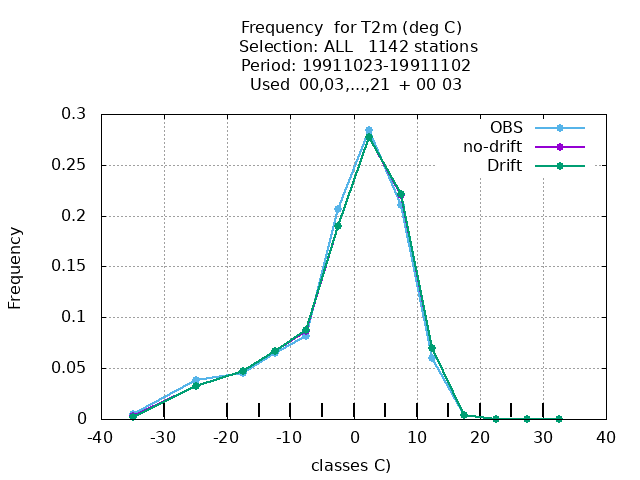 Frequency  for T2m (deg C)
Selection: ALL   1142 stations
Period: 19911023-19911102
Used  00,03,...,21  + 00 03
0.3
0.25
0.2
0.15
0.1
0.05
0
Frequency
OBS
no-drift
Drift
-40 -30 -20 -10 0 10 20 30 40
classes C)